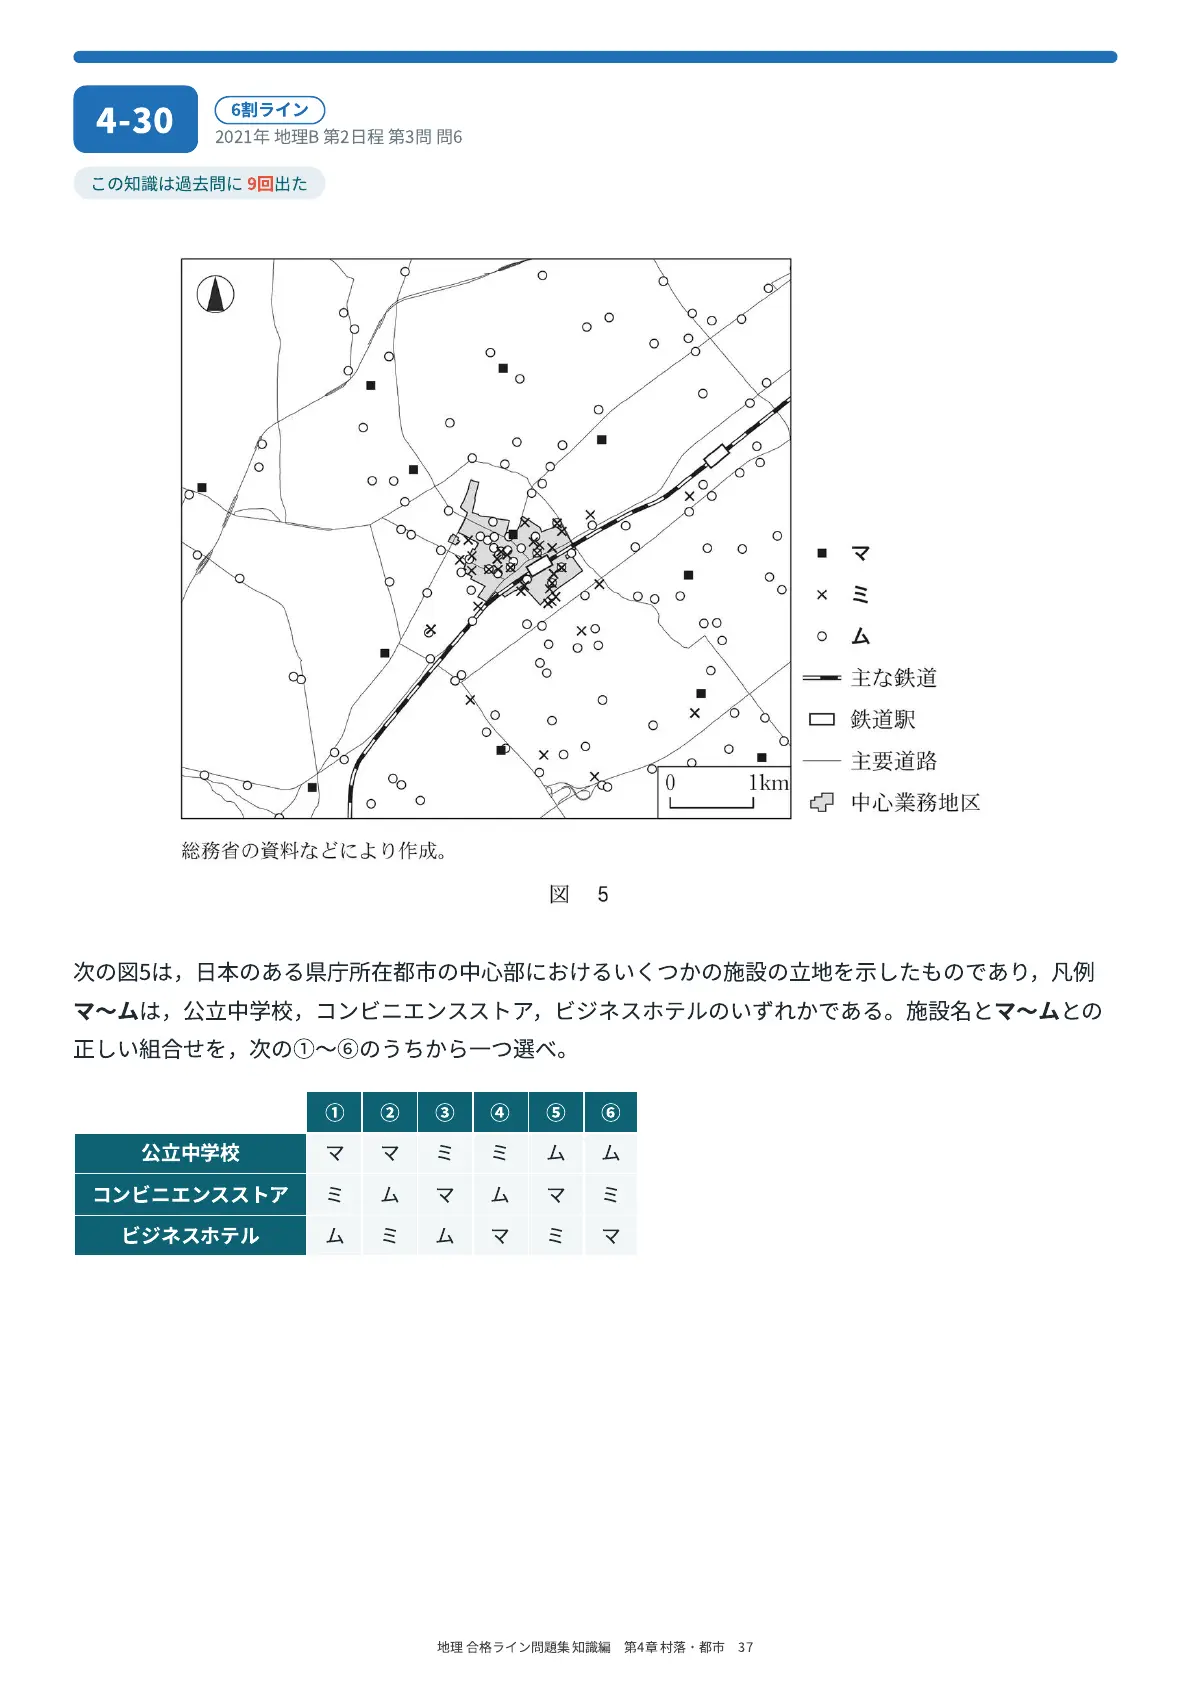 4-30
6割ライン
2021年 地理B 第2日程 第3問 問6
この知識は過去問に 9回出た
マ
ミ
ム
主な鉄道
鉄道駅
主要道路
中心業務地区
0 1km
総務省の資料などにより作成。
図 5
次の図5は，日本のある県庁所在都市の中心部におけるいくつかの施設の立地を示したものであり，凡例
マ〜ムは，公立中学校，コンビニエンスストア，ビジネスホテルのいずれかである。施設名とマ〜ムとの
正しい組合せを，次の①〜⑥のうちから一つ選べ。
① ② ③ ④ ⑤ ⑥
公立中学校 マ マ ミ ミ ム ム
コンビニエンスストア ミ ム マ ム マ ミ
ビジネスホテル ム ミ ム マ ミ マ
地理 合格ライン問題集 知識編 第4章 村落・都市 37